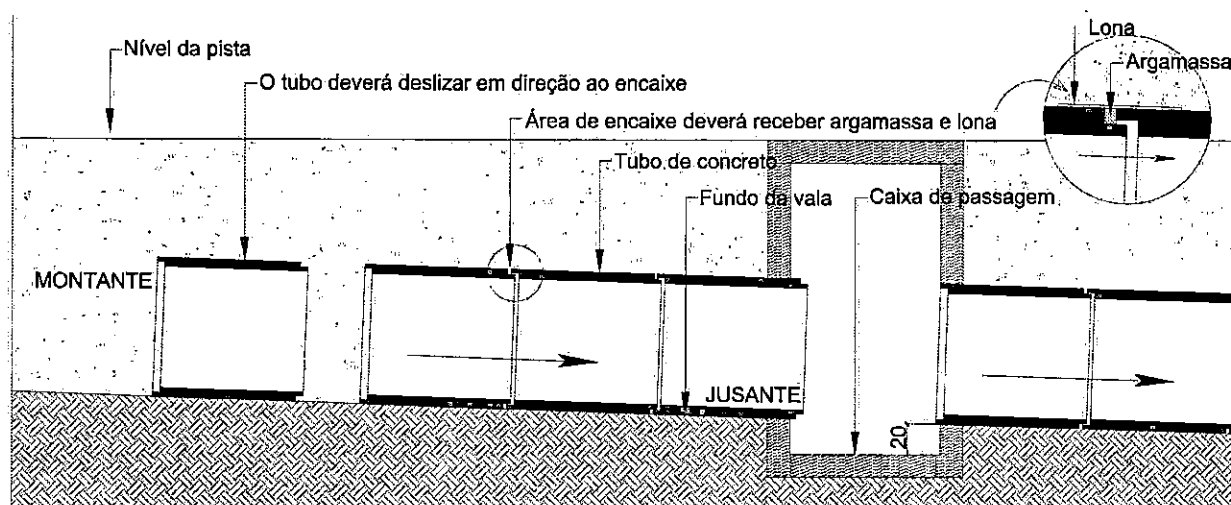 Lona
Nível da pista
Argamassa
O tubo deverá deslizar em direção ao encaixe
Área de encaixe deverá receber argamassa e lona
Tubo de concreto
Fundo da vala
Caixa de passagem
MONTANTE
JUSANTE
20